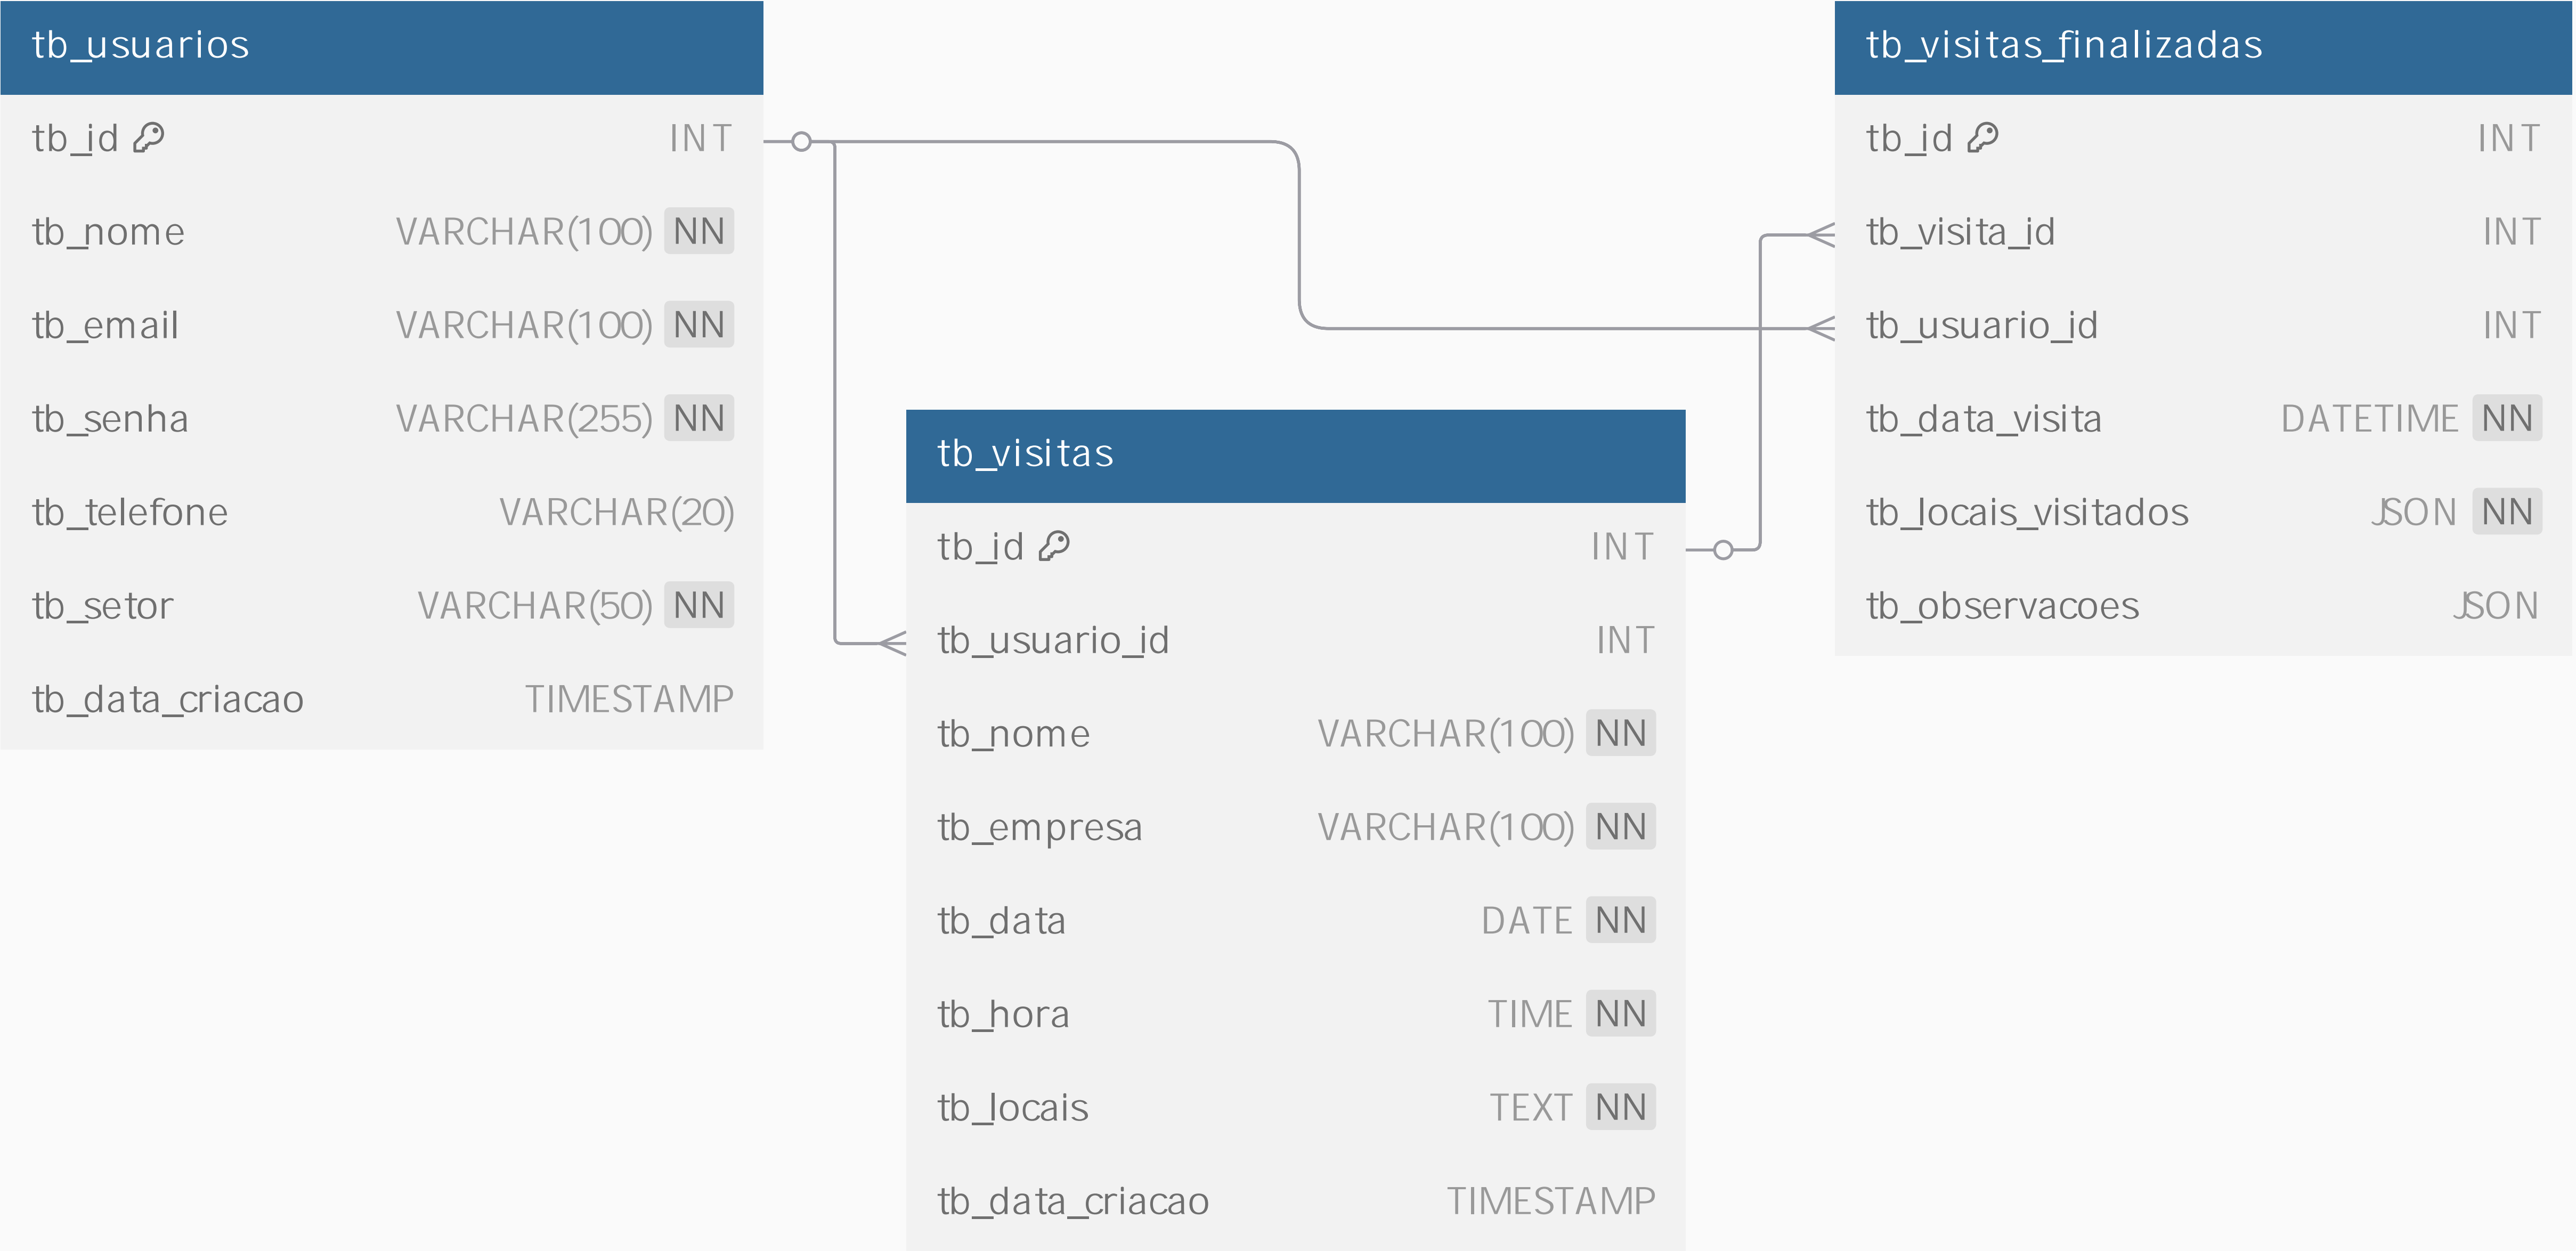 tb_usuarios
tb_id INT
tb_nome VARCHAR(100) NN
tb_email VARCHAR(100) NN
tb_senha VARCHAR(255) NN
tb_telefone VARCHAR(20)
tb_setor VARCHAR(50) NN
tb_data_criacao TIMESTAMP
tb_visitas
tb_id INT
tb_usuario_id INT
tb_nome VARCHAR(100) NN
tb_empresa VARCHAR(100) NN
tb_data DATE NN
tb_hora TIME NN
tb_locais TEXT NN
tb_data_criacao TIMESTAMP
tb_visitas_finalizadas
tb_id INT
tb_visita_id INT
tb_usuario_id INT
tb_data_visita DATETIME NN
tb_locais_visitados JSON NN
tb_observacoes JSON